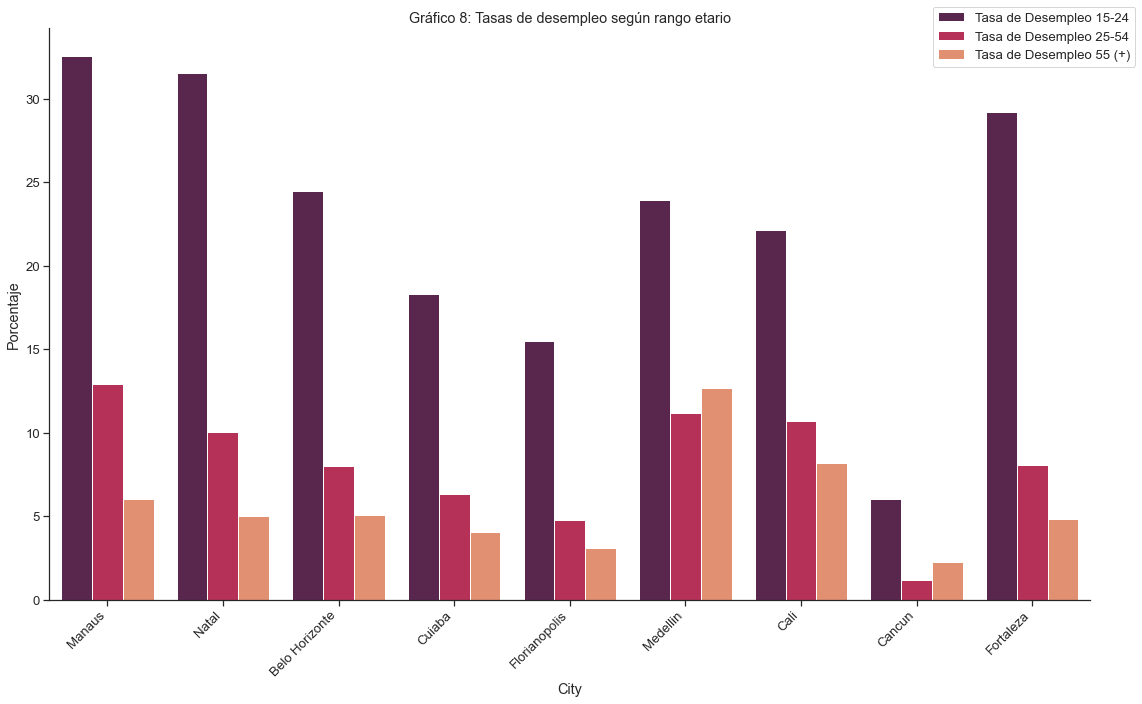 Gráfico 8: Tasas de desempleo según rango etario
Tasa de Desempleo 15-24
Tasa de Desempleo 25-54
Tasa de Desempleo 55 (+)
Porcentaje
30
25
20
15
10
5
0
Manaus
Natal
Belo Horizonte
Cuiaba
Florianopolis
Medellin
Cali
Cancun
Fortaleza
City